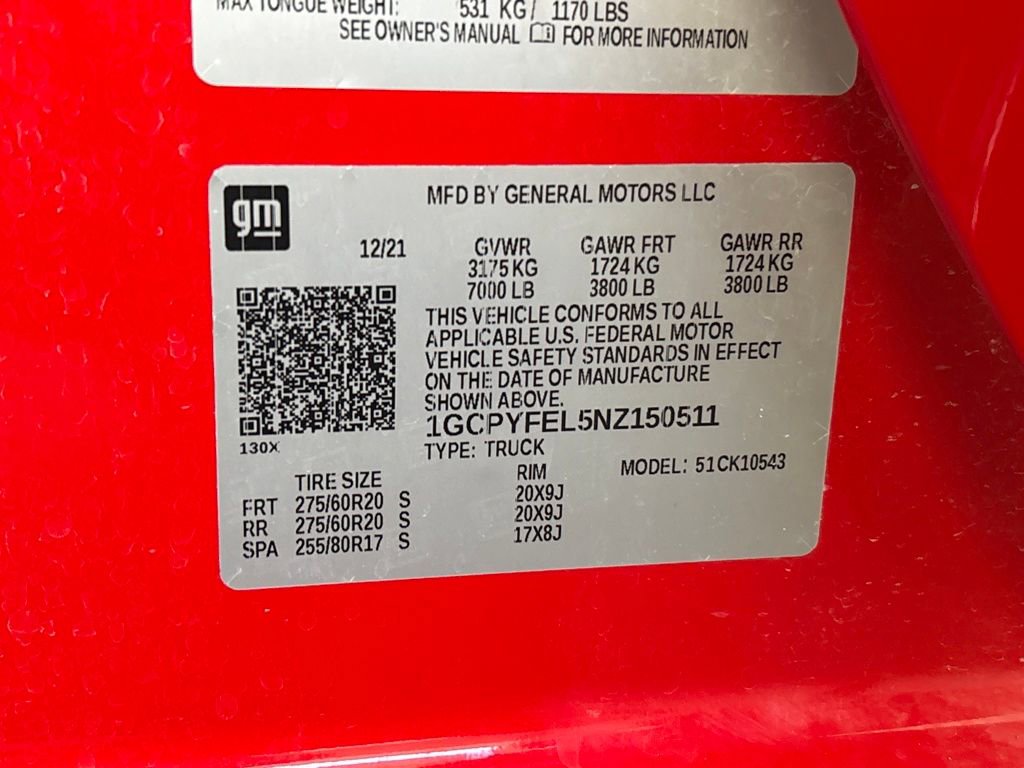 MAX TONGUE WEIGHT: 531 KG / 1170 LBS
SEE OWNER'S MANUAL FOR MORE INFORMATION
gm
MFD BY GENERAL MOTORS LLC
12/21 GVWR GAWR FRT GAWR RR
3175 KG 1724 KG 1724 KG
7000 LB 3800 LB 3800 LB
THIS VEHICLE CONFORMS TO ALL
APPLICABLE U.S. FEDERAL MOTOR
VEHICLE SAFETY STANDARDS IN EFFECT
ON THE DATE OF MANUFACTURE
SHOWN ABOVE.
1GCPYFEL5NZ150511
130X
TYPE: TRUCK
MODEL: 51CK10543
TIRE SIZE RIM
FRT 275/60R20 S 20X9J
RR 275/60R20 S 20X9J
SPA 255/80R17 S 17X8J